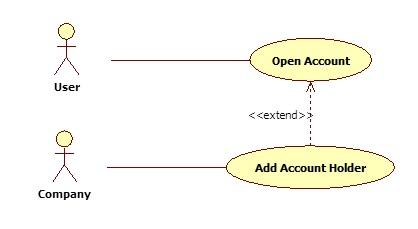 Open Account
User
<<extend>>
Add Account Holder
Company